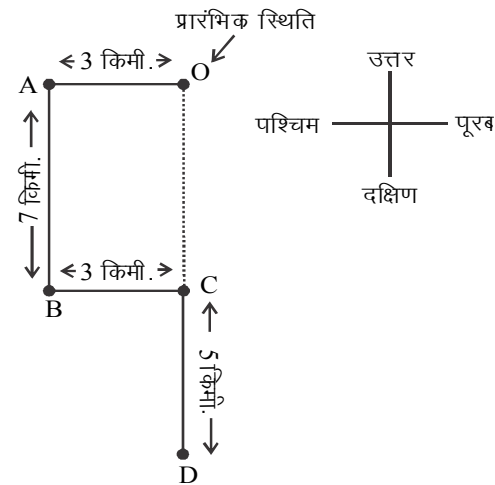 प्रारंभिक स्थिति
3 किमी.
A
O
उत्तर
पश्चिम
पूरब
दक्षिण
7 किमी.
3 किमी.
B
C
5 किमी.
D